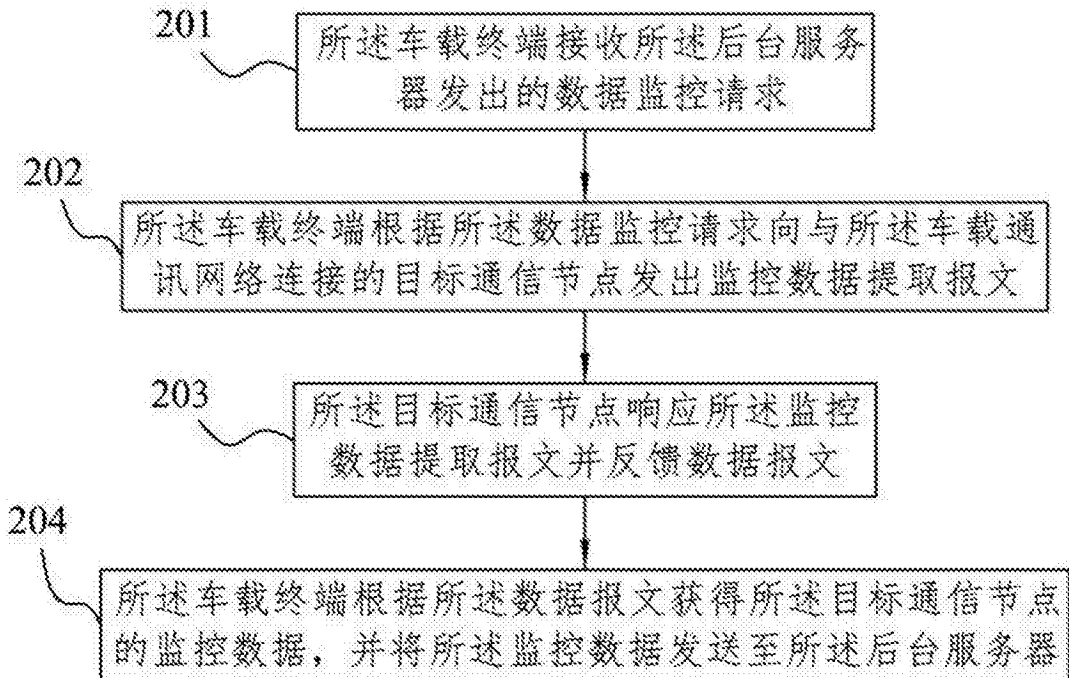 201
所述车载终端接收所述后台服务
器发出的数据监控请求
202
所述车载终端根据所述数据监控请求向与所述车载通
讯网络连接的目标通信节点发出监控数据提取报文
203
所述目标通信节点响应所述监控
数据提取报文并反馈数据报文
204
所述车载终端根据所述数据报文获得所述目标通信节点
的监控数据，并将所述监控数据发送至所述后台服务器